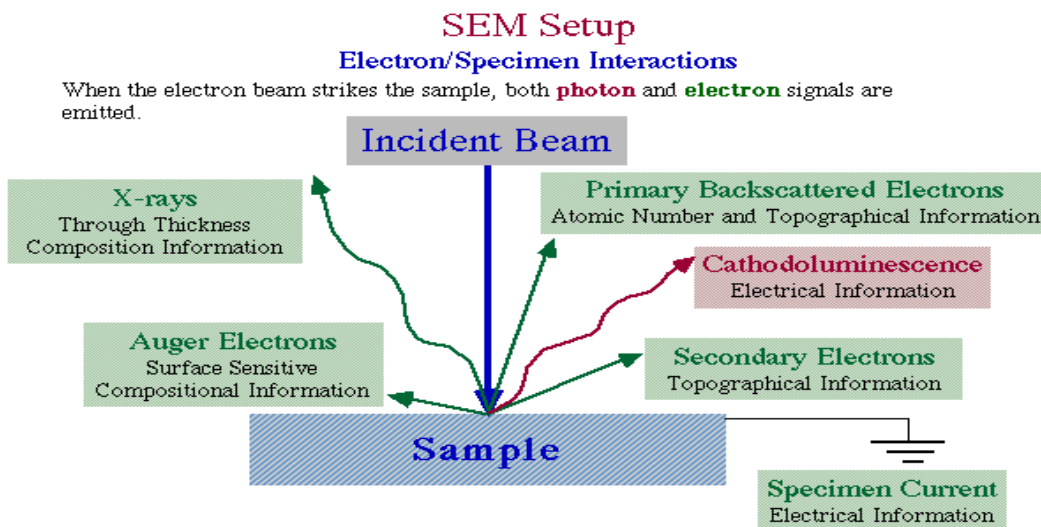 SEM Setup
Electron/Specimen Interactions
When the electron beam strikes the sample, both photon and electron signals are
emitted.
Incident Beam
X-rays
Through Thickness
Composition Information
Primary Backscattered Electrons
Atomic Number and Topographical Information
Cathodoluminescence
Electrical Information
Auger Electrons
Surface Sensitive
Compositional Information
Secondary Electrons
Topographical Information
Sample
Specimen Current
Electrical Information